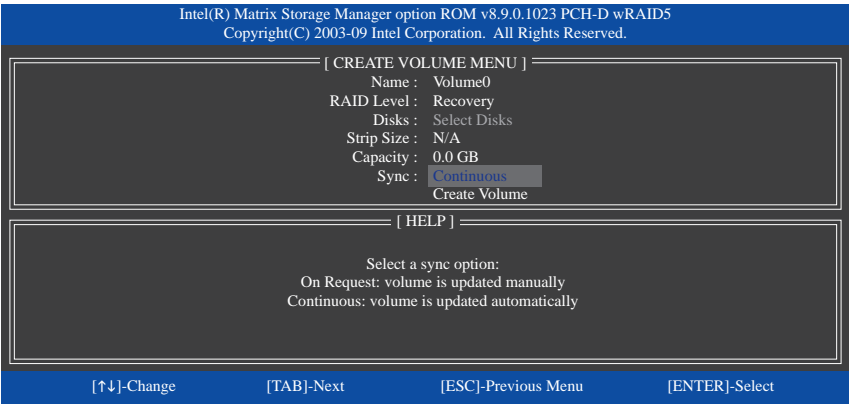 Intel(R) Matrix Storage Manager option ROM v8.9.0.1023 PCH-D wRAID5
Copyright(C) 2003-09 Intel Corporation. All Rights Reserved.
[ CREATE VOLUME MENU ]
Name : Volume0
RAID Level : Recovery
Disks : Select Disks
Strip Size : N/A
Capacity : 0.0 GB
Sync : Continuous
Create Volume
[ HELP ]
Select a sync option:
On Request: volume is updated manually
Continuous: volume is updated automatically
[↑↓]-Change [TAB]-Next [ESC]-Previous Menu [ENTER]-Select